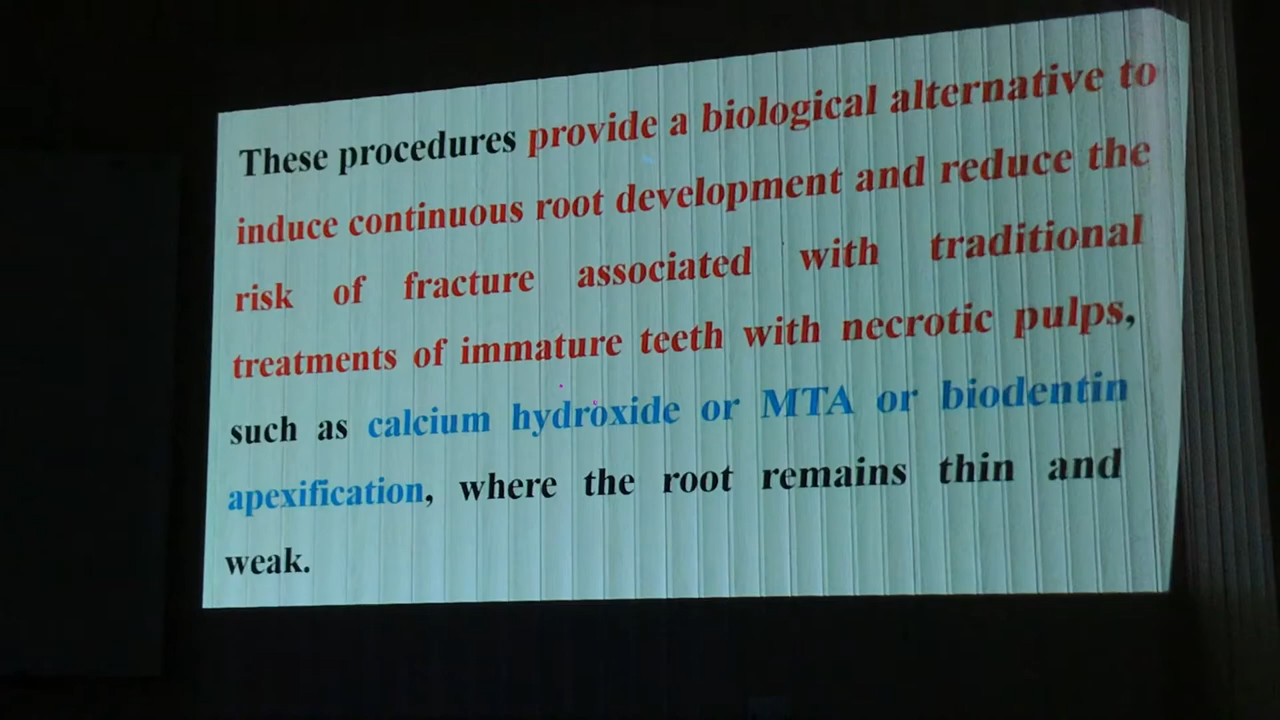 These procedures provide a biological alternative to
induce continuous root development and reduce the
risk of fracture associated with traditional
treatments of immature teeth with necrotic pulps,
such as calcium hydroxide or MTA or biodentin
apexification, where the root remains thin and
weak.